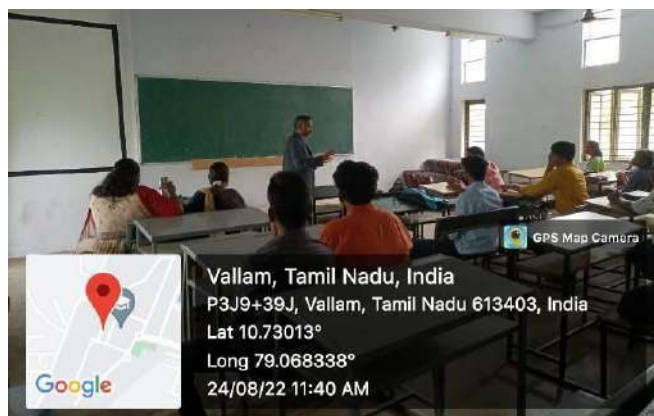 GPS Map Camera
Vallam, Tamil Nadu, India
P3J9+39J, Vallam, Tamil Nadu 613403, India
Lat 10.73013°
Long 79.068338°
24/08/22 11:40 AM
Google